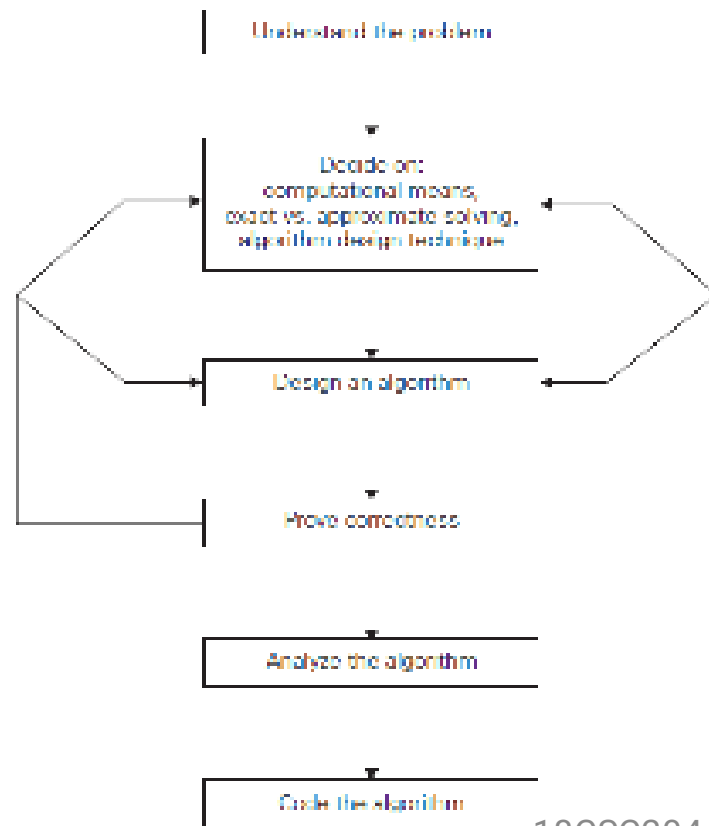 Understand the problem
Decide on:
computational means,
exact vs. approximate solving,
algorithm design technique
Design an algorithm
Prove correctness
Analyze the algorithm
Code the algorithm